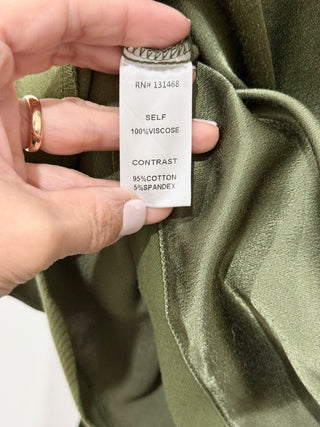 RN# 131468
SELF
100%VISCOSE
CONTRAST
95%COTTON
5%SPANDEX